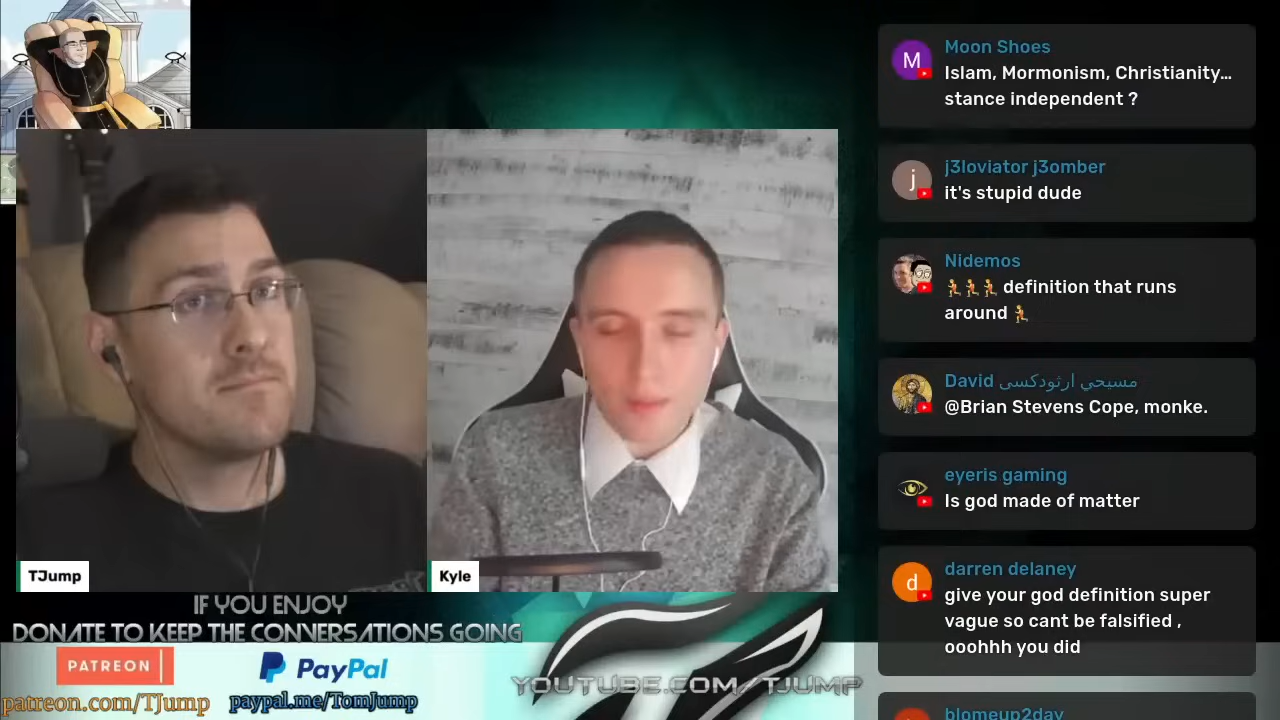 Moon Shoes
Islam, Mormonism, Christianity...
stance independent ?
j3loviator j3omber
it's stupid dude
Nidemos
🏃🏃🏃 definition that runs
around 🏃
David مسيحي ارثودكسى
@Brian Stevens Cope, monke.
eyeris gaming
Is god made of matter
darren delaney
give your god definition super
vague so cant be falsified ,
ooohhh you did
blomeup2day
M
j
d
TJump
Kyle
IF YOU ENJOY
DONATE TO KEEP THE CONVERSATIONS GOING
PATREON
PayPal
patreon.com/TJump
paypal.me/TomJump
YOUTUBE.COM/TJUMP